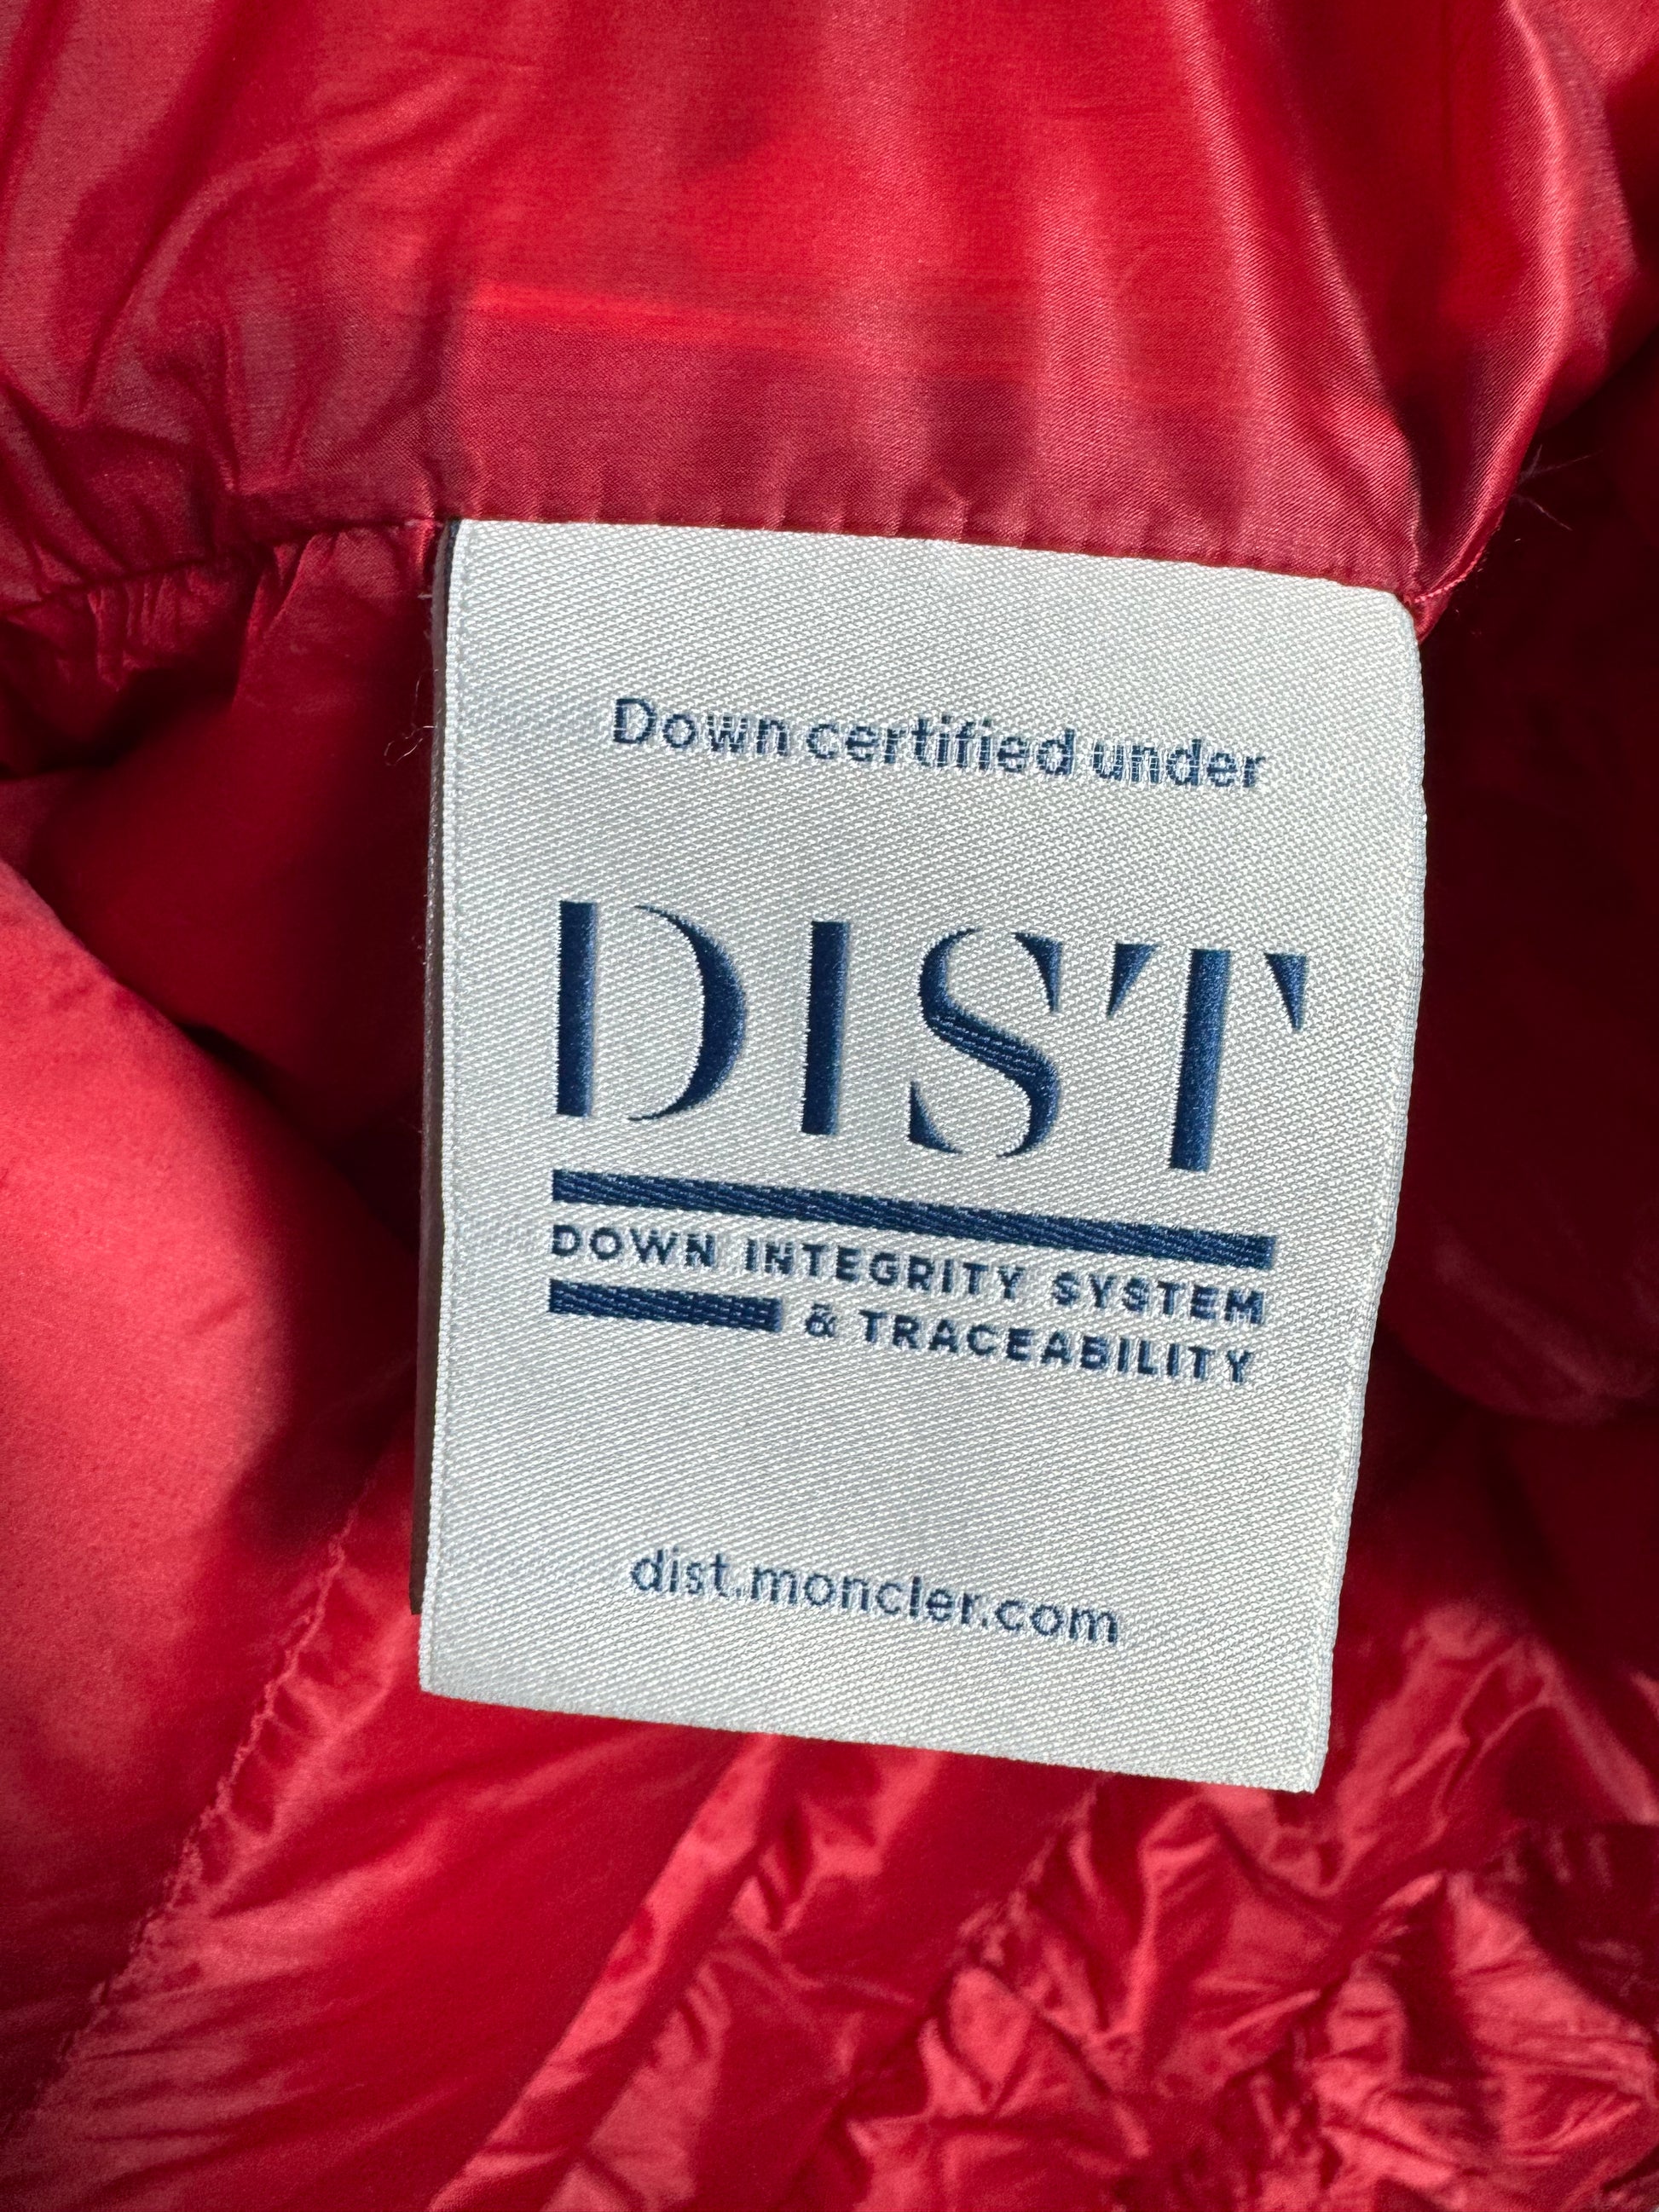 Down certified under
DIST
DOWN INTEGRITY SYSTEM
& TRACEABILITY
dist.moncler.com